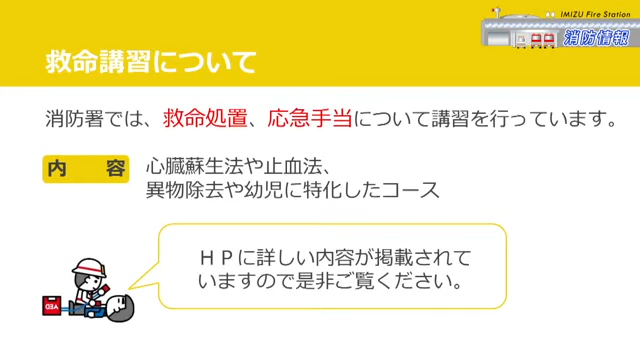 IMIZU Fire Station
消防情報
救命講習について
消防署では、救命処置、応急手当について講習を行っています。
内　容
心臓蘇生法や止血法、
異物除去や幼児に特化したコース
ＨＰに詳しい内容が掲載されて
いますので是非ご覧ください。
AED